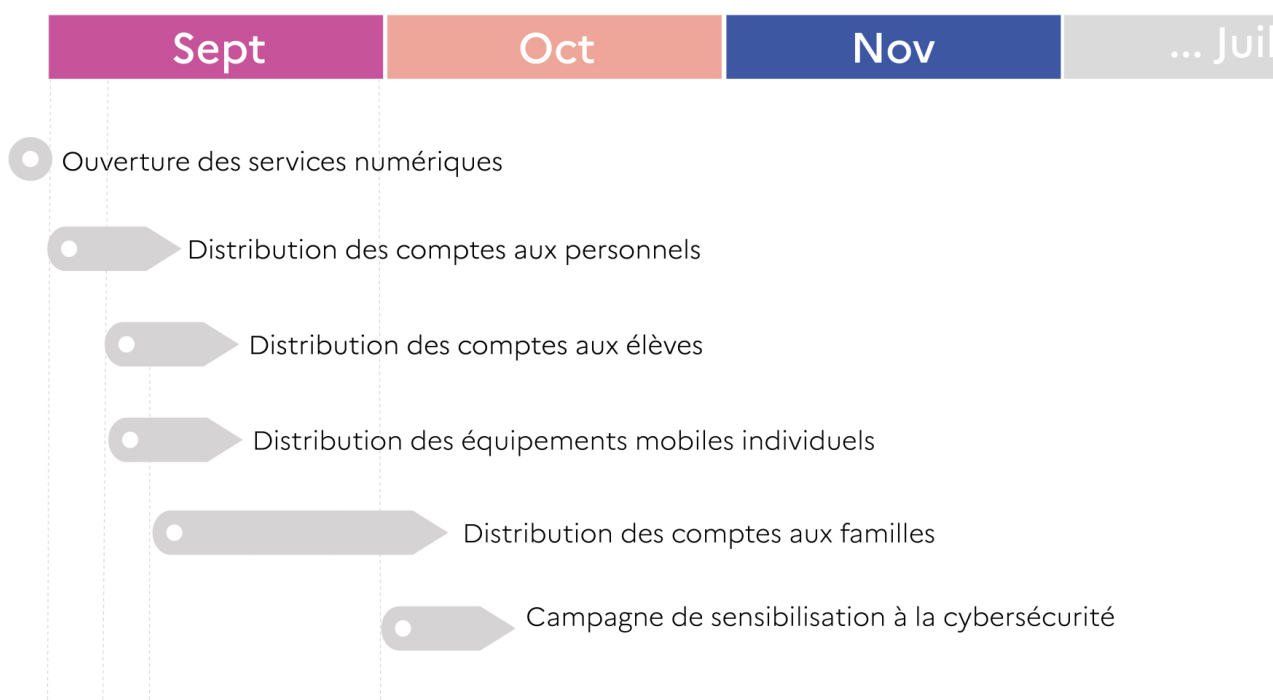 Sept
Oct
Nov
... Juil
Ouverture des services numériques
Distribution des comptes aux personnels
Distribution des comptes aux élèves
Distribution des équipements mobiles individuels
Distribution des comptes aux familles
Campagne de sensibilisation à la cybersécurité